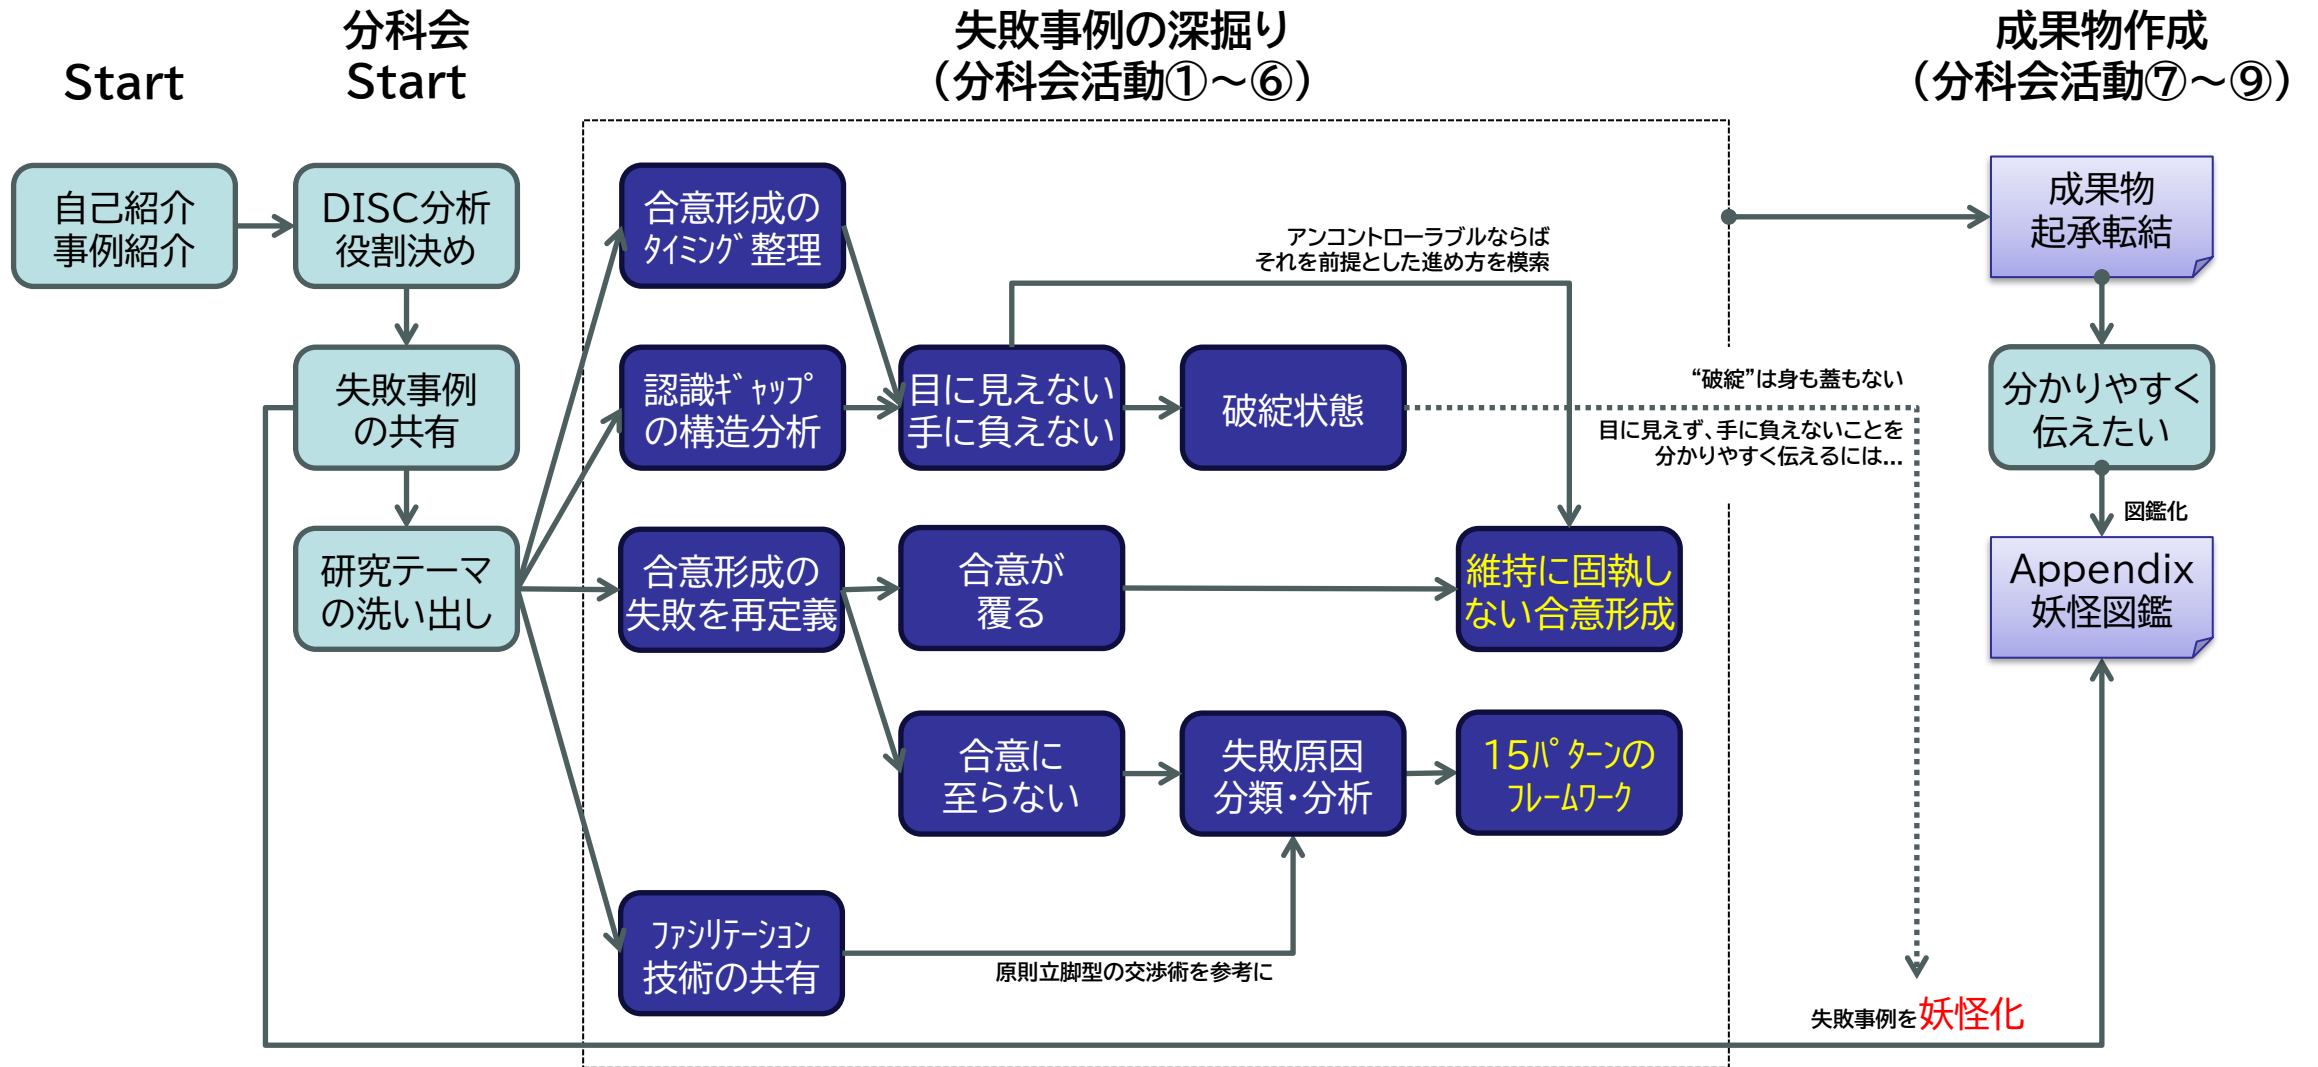 Start
分科会
Start
失敗事例の深掘り
（分科会活動①～⑥）
成果物作成
（分科会活動⑦～⑨）
自己紹介
事例紹介
DISC分析
役割決め
失敗事例
の共有
研究テーマ
の洗い出し
合意形成の
ﾀｲﾐﾝｸﾞ整理
認識ｷﾞｬｯﾌﾟ
の構造分析
合意形成の
失敗を再定義
ﾌｧｼﾘﾃｰｼｮﾝ
技術の共有
目に見えない
手に負えない
合意が
覆る
合意に
至らない
破綻状態
失敗原因
分類・分析
アンコントローラブルならば
それを前提とした進め方を模索
維持に固執し
ない合意形成
15ﾊﾟﾀｰﾝの
ﾌﾚｰﾑﾜｰｸ
原則立脚型の交渉術を参考に
“破綻”は身も蓋もない
目に見えず、手に負えないことを
分かりやすく伝えるには…
失敗事例を妖怪化
成果物
起承転結
分かりやすく
伝えたい
図鑑化
Appendix
妖怪図鑑